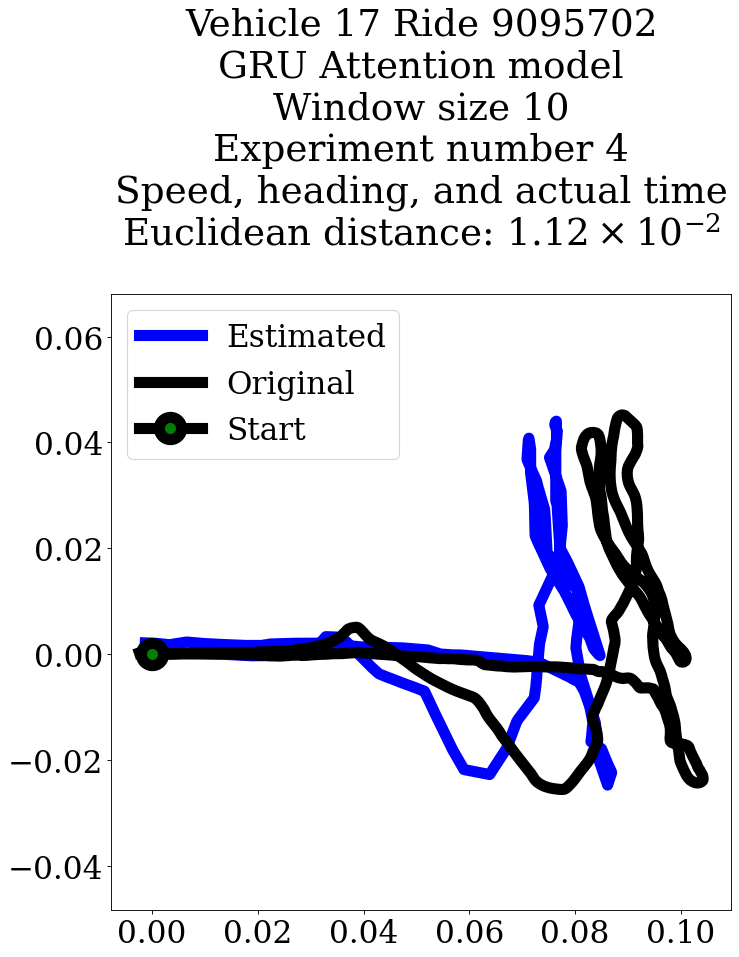 Vehicle 17 Ride 9095702
GRU Attention model
Window size 10
Experiment number 4
Speed, heading, and actual time
Euclidean distance: 1.12 × 10⁻²
Estimated
Original
Start
0.06
0.04
0.02
0.00
−0.02
−0.04
0.00 0.02 0.04 0.06 0.08 0.10